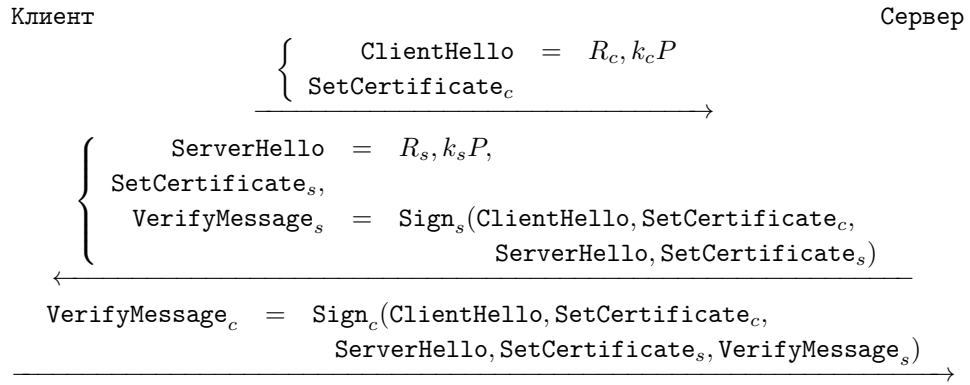 Клиент Сервер
ClientHello = R_c, k_cP
SetCertificate_c
ServerHello = R_s, k_sP,
SetCertificate_s,
VerifyMessage_s = Sign_s(ClientHello, SetCertificate_c,
ServerHello, SetCertificate_s)
VerifyMessage_c = Sign_c(ClientHello, SetCertificate_c,
ServerHello, SetCertificate_s, VerifyMessage_s)